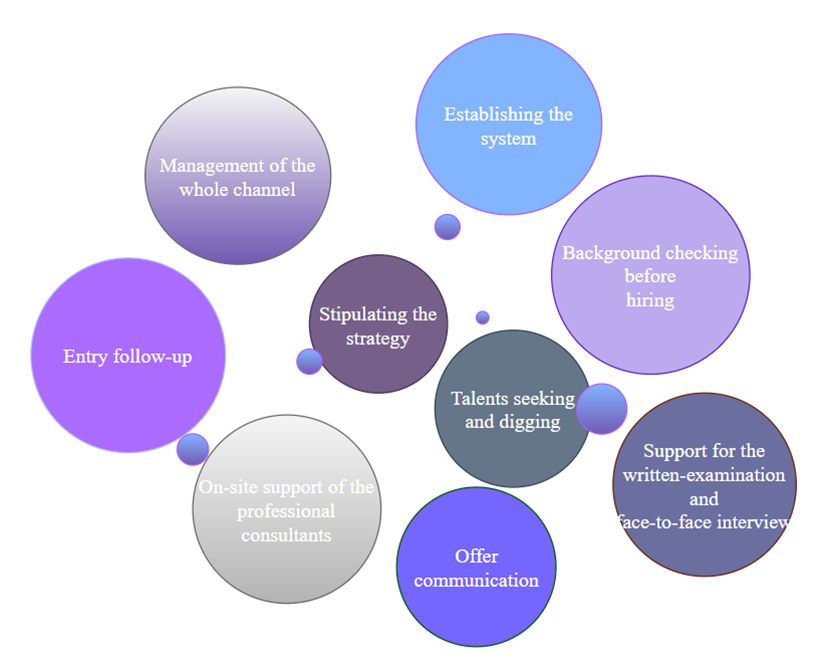 Establishing the
system
Management of the
whole channel
Background checking
before
hiring
Stipulating the
strategy
Entry follow-up
Talents seeking
and digging
Support for the
written-examination
and
face-to-face interview
On-site support of the
professional
consultants
Offer
communication